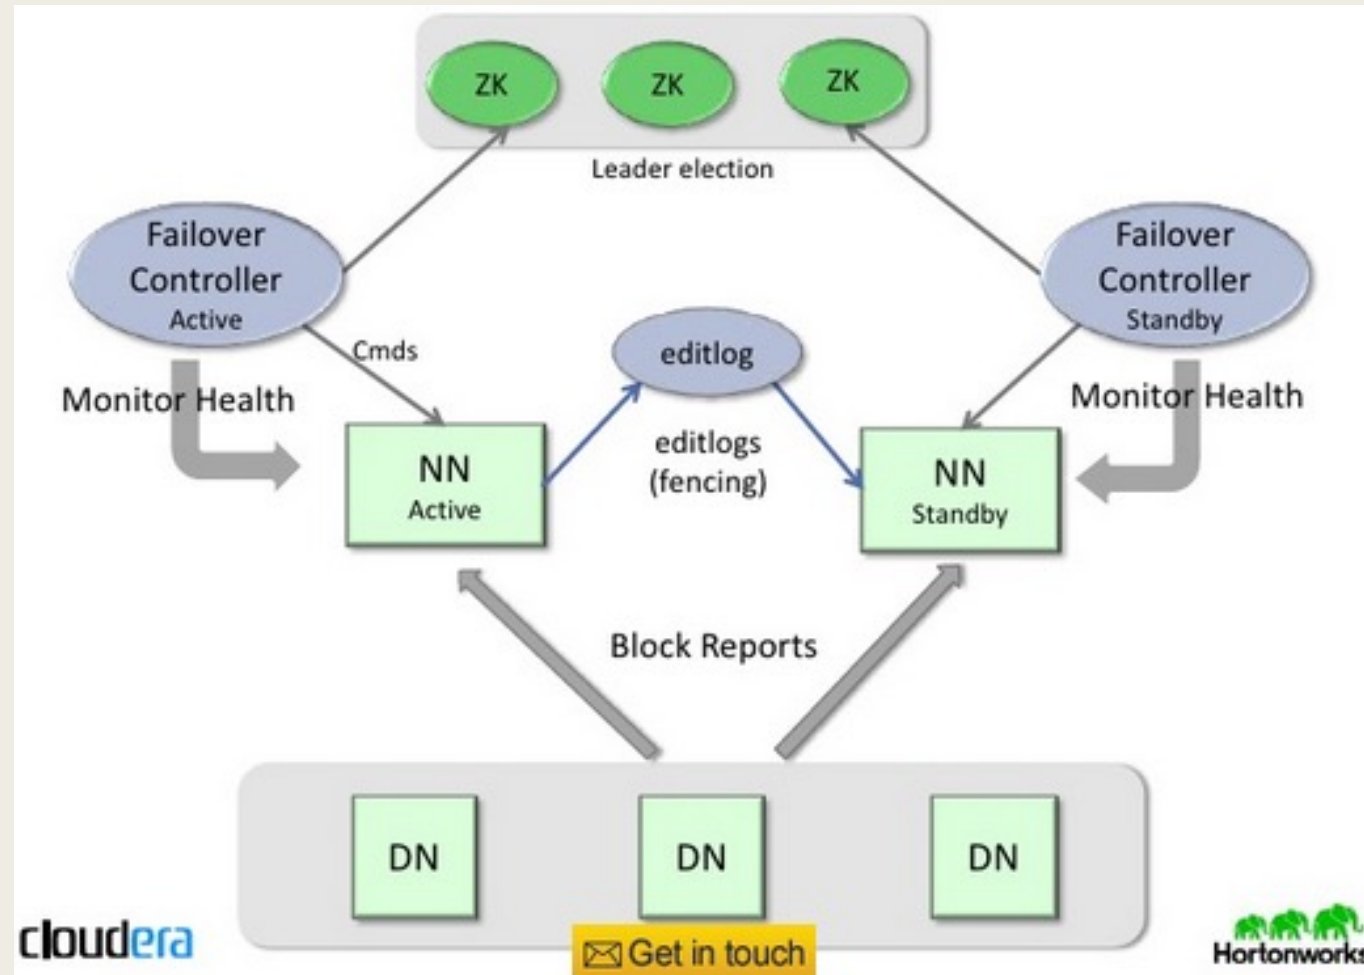 ZK
ZK
ZK
Leader election
Failover
Controller
Active
Failover
Controller
Standby
Cmds
editlog
Monitor Health
Monitor Health
editlogs
(fencing)
NN
Active
NN
Standby
Block Reports
DN
DN
DN
cloudera
Get in touch
Hortonworks